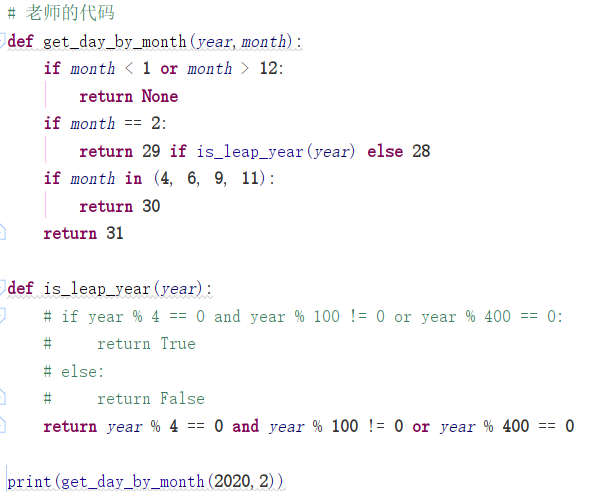 # 老师的代码
def get_day_by_month(year,month):
    if month < 1 or month > 12:
        return None
    if month == 2:
        return 29 if is_leap_year(year) else 28
    if month in (4, 6, 9, 11):
        return 30
    return 31
def is_leap_year(year):
    # if year % 4 == 0 and year % 100 != 0 or year % 400 == 0:
    #     return True
    # else:
    #     return False
    return year % 4 == 0 and year % 100 != 0 or year % 400 == 0
print(get_day_by_month(2020,2))